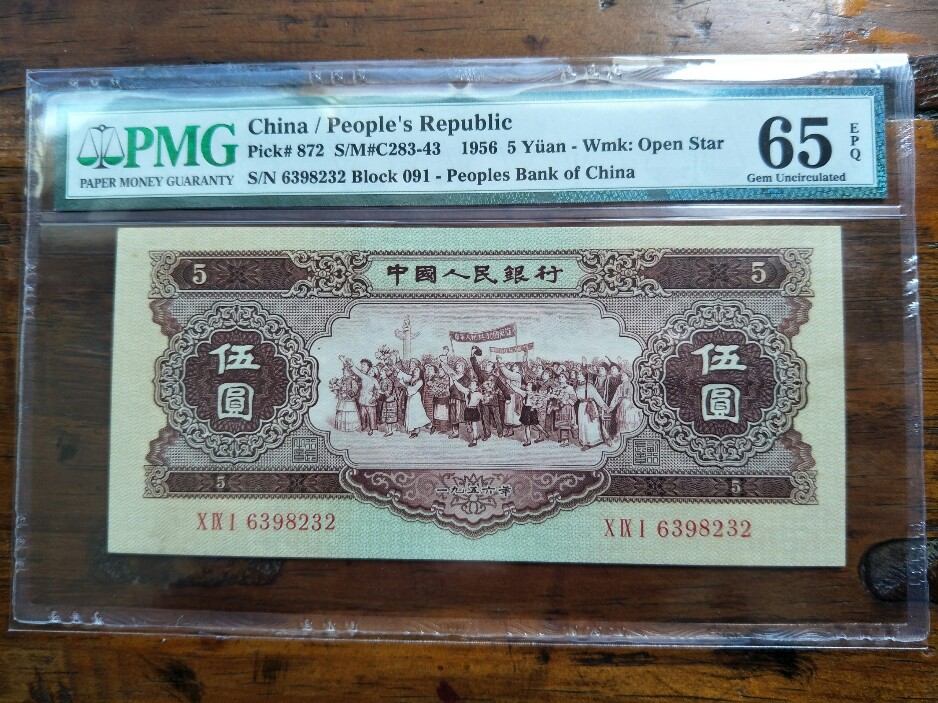 PMG
PAPER MONEY GUARANTY
China / People's Republic
Pick# 872 S/M#C283-43 1956 5 Yüan - Wmk: Open Star
S/N 6398232 Block 091 - Peoples Bank of China
65 EPQ
Gem Uncirculated
5 中國人民銀行 5
伍圓 伍圓
5 一九五六年 5
X IX I 6398232 X IX I 6398232